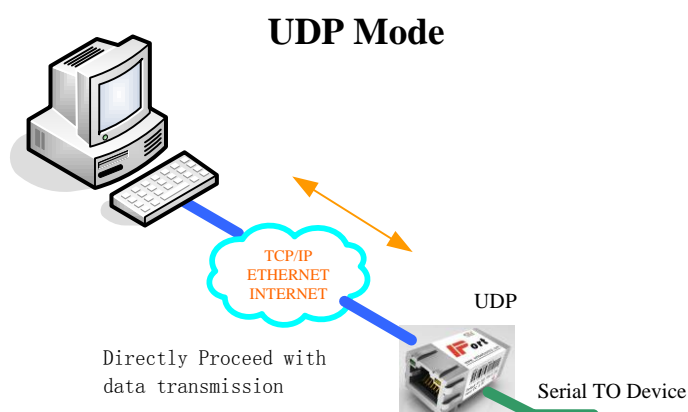 UDP Mode
TCP/IP
ETHERNET
INTERNET
UDP
Directly Proceed with
data transmission
Serial TO Device